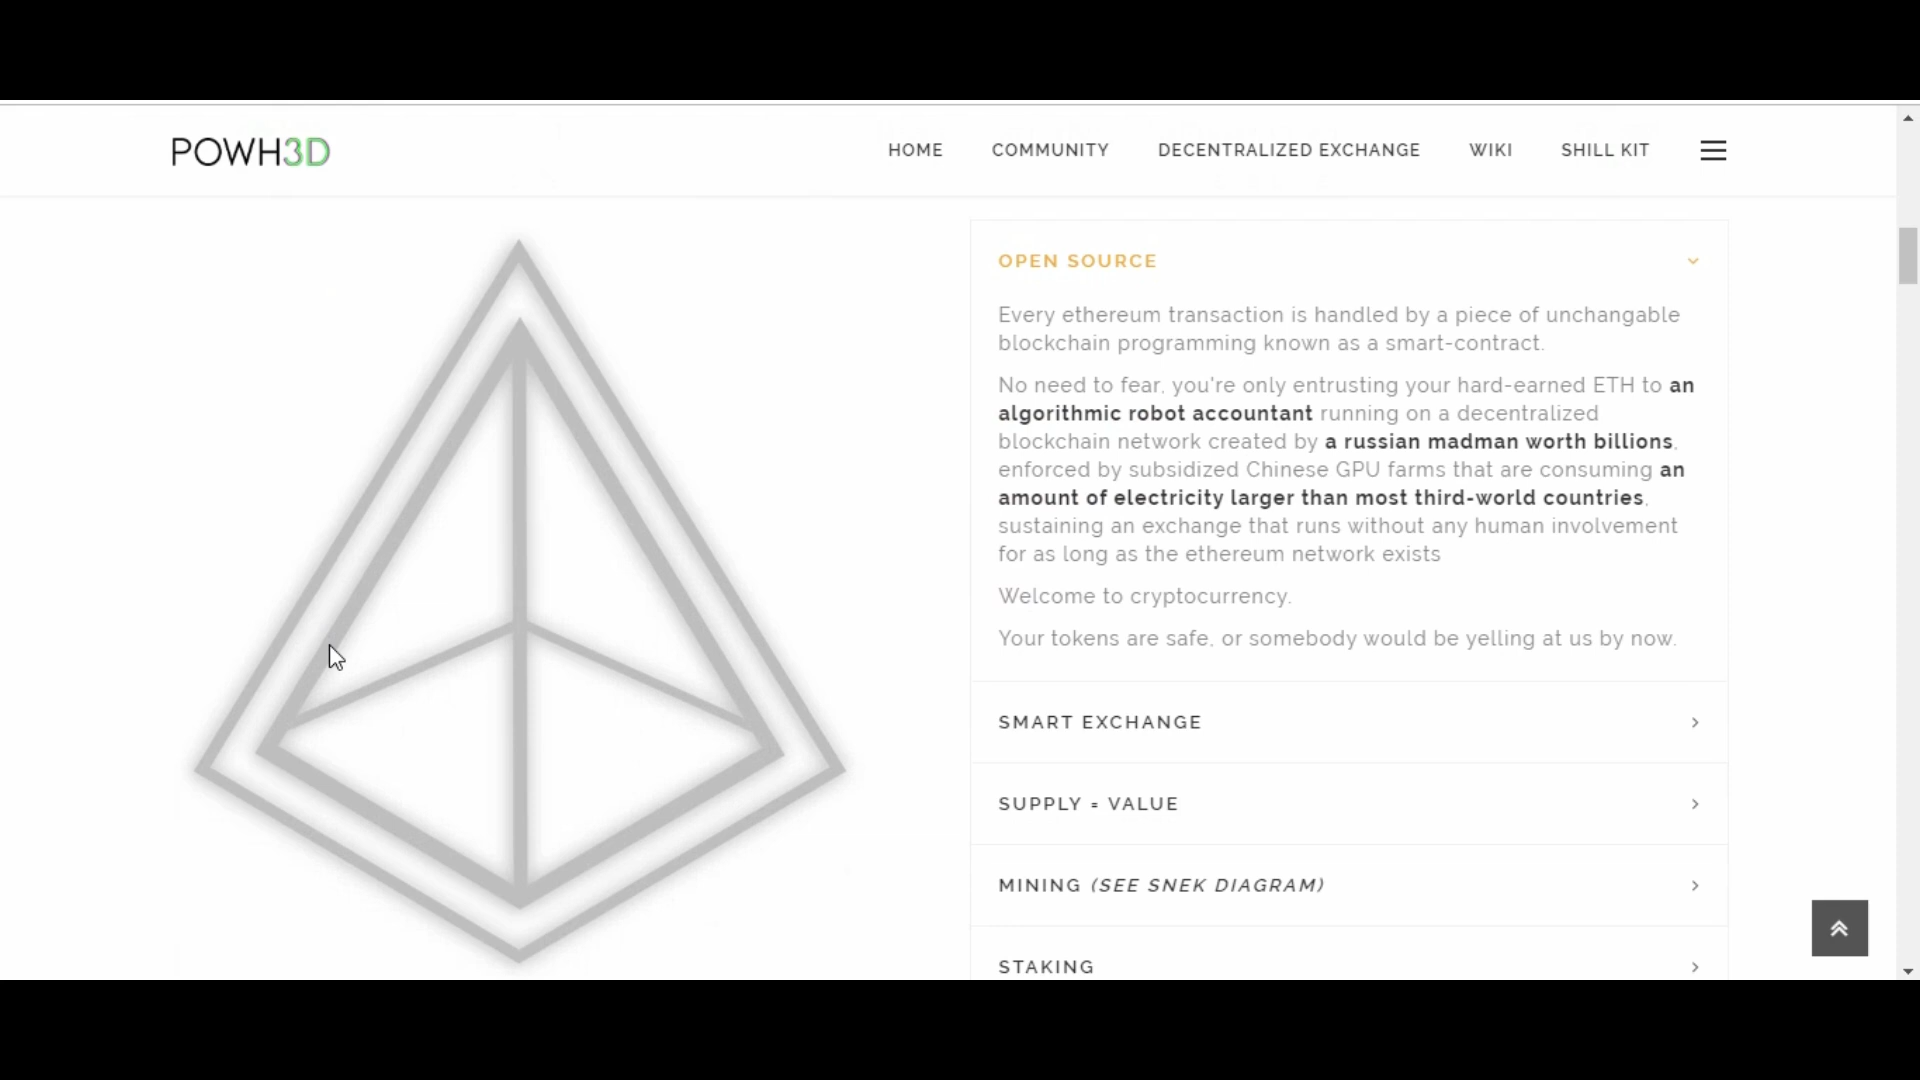 POWH3D
HOME COMMUNITY DECENTRALIZED EXCHANGE WIKI SHILL KIT
OPEN SOURCE
Every ethereum transaction is handled by a piece of unchangable
blockchain programming known as a smart-contract.
No need to fear, you're only entrusting your hard-earned ETH to an
algorithmic robot accountant running on a decentralized
blockchain network created by a russian madman worth billions,
enforced by subsidized Chinese GPU farms that are consuming an
amount of electricity larger than most third-world countries,
sustaining an exchange that runs without any human involvement
for as long as the ethereum network exists
Welcome to cryptocurrency.
Your tokens are safe, or somebody would be yelling at us by now.
SMART EXCHANGE
SUPPLY = VALUE
MINING (SEE SNEK DIAGRAM)
STAKING